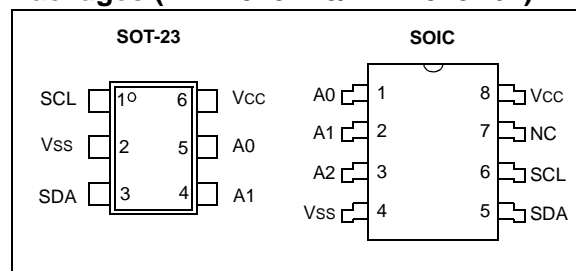 SOT-23
SOIC
SCL 1 6 VCC
VSS 2 5 A0
SDA 3 4 A1
A0 1 8 VCC
A1 2 7 NC
A2 3 6 SCL
VSS 4 5 SDA